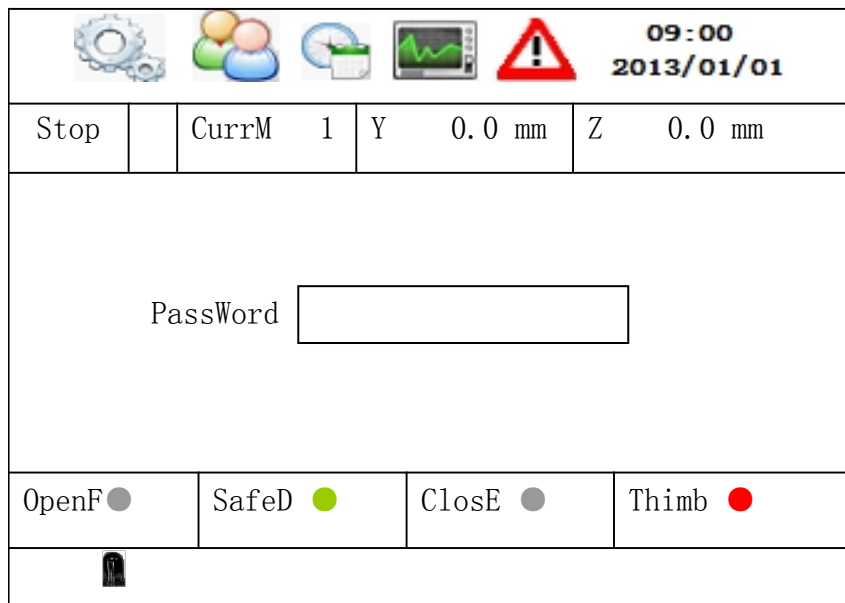 09:00
2013/01/01
Stop CurrM 1 Y 0.0 mm Z 0.0 mm
PassWord
OpenF SafeD ClosE Thimb